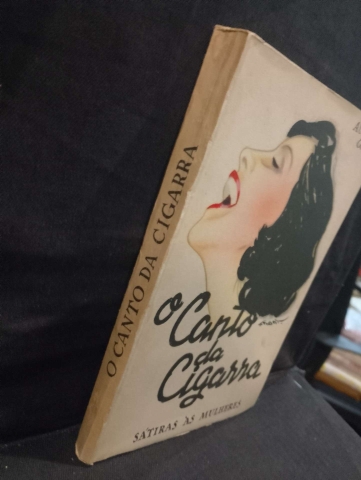 O CANTO DA CIGARRA
O Canto
da
Cigarra
SÁTIRAS ÀS MULHERES